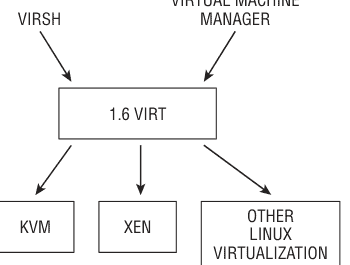 VIRTUAL MACHINE
MANAGER
VIRSH
1.6 VIRT
KVM
XEN
OTHER
LINUX
VIRTUALIZATION